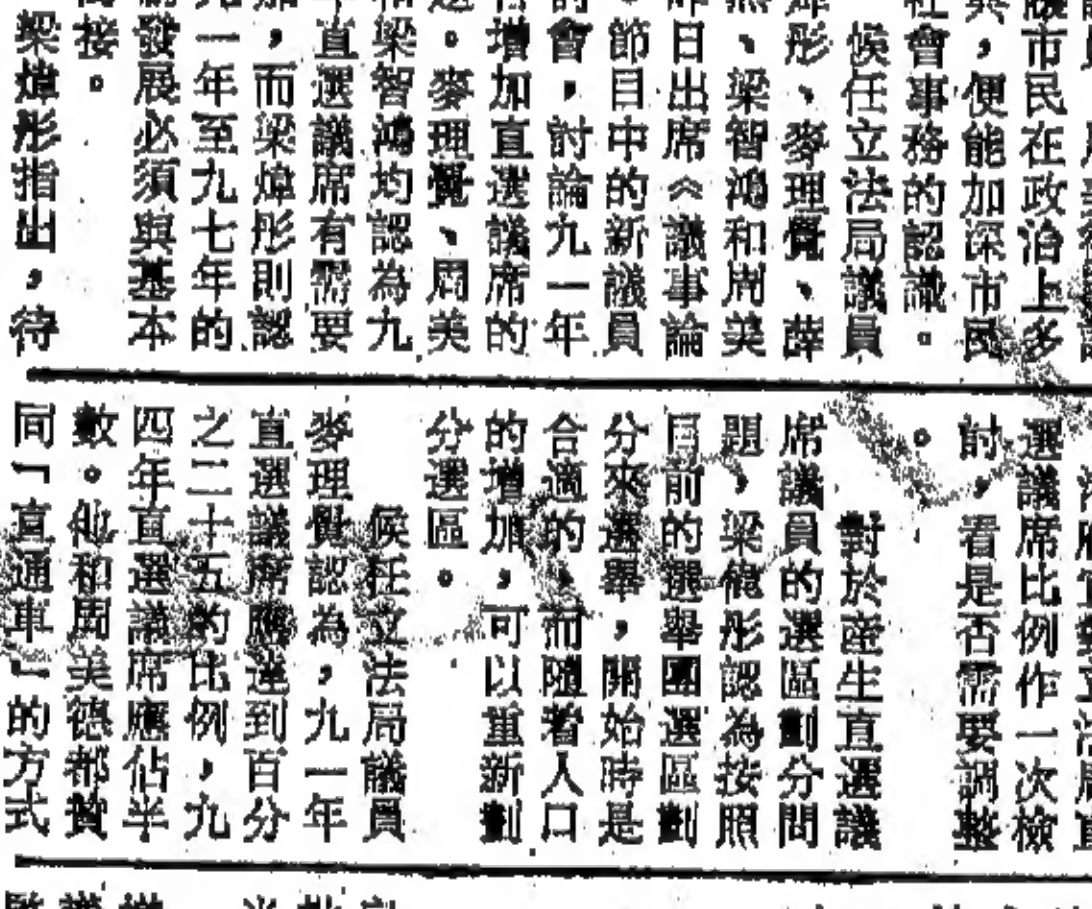 市民在政治上多
，便能加深市民
社會事務的認識。
候任立法局議員
彤、麥理覺、薛
、梁智鴻和周美
昨日出席《議事論
。節目中的新議員
討會，討論九一年
增加直選議席的
。麥理覺、周美
和梁智鴻均認為九
直選議席有需要
，而梁煒彤則認
九一年至九七年的
發展必須與基本
接。
梁煒彤指出，待
選議席比例作一次檢
討，看是否需要調整
。
對於產生直選議
席議員的選區劃分問
題，梁煒彤認為按照
目前的選舉團選區劃
分來選舉，開始時是
合適的，而隨着人口
的增加，可以重新劃
分選區。
候任立法局議員
麥理覺認為，九一年
直選議席應達到百分
之二十五的比例，九
四年直選議席應佔半
數。他和周美德都贊
同「直通車」的方式